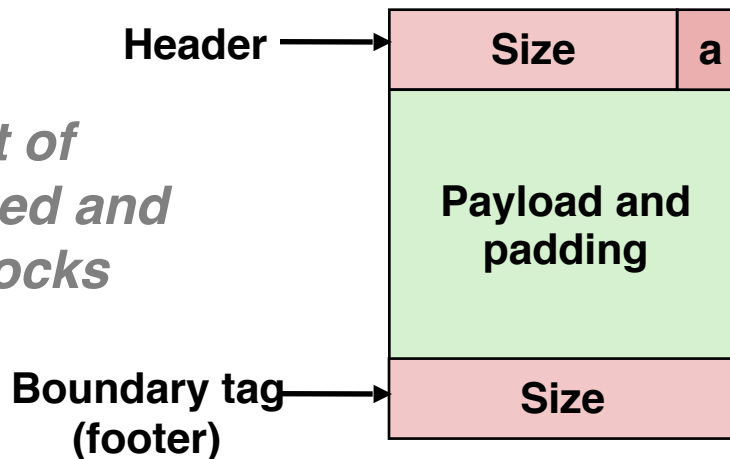 Header
Size
a
t of
ed and
ocks
Payload and
padding
Boundary tag
(footer)
Size